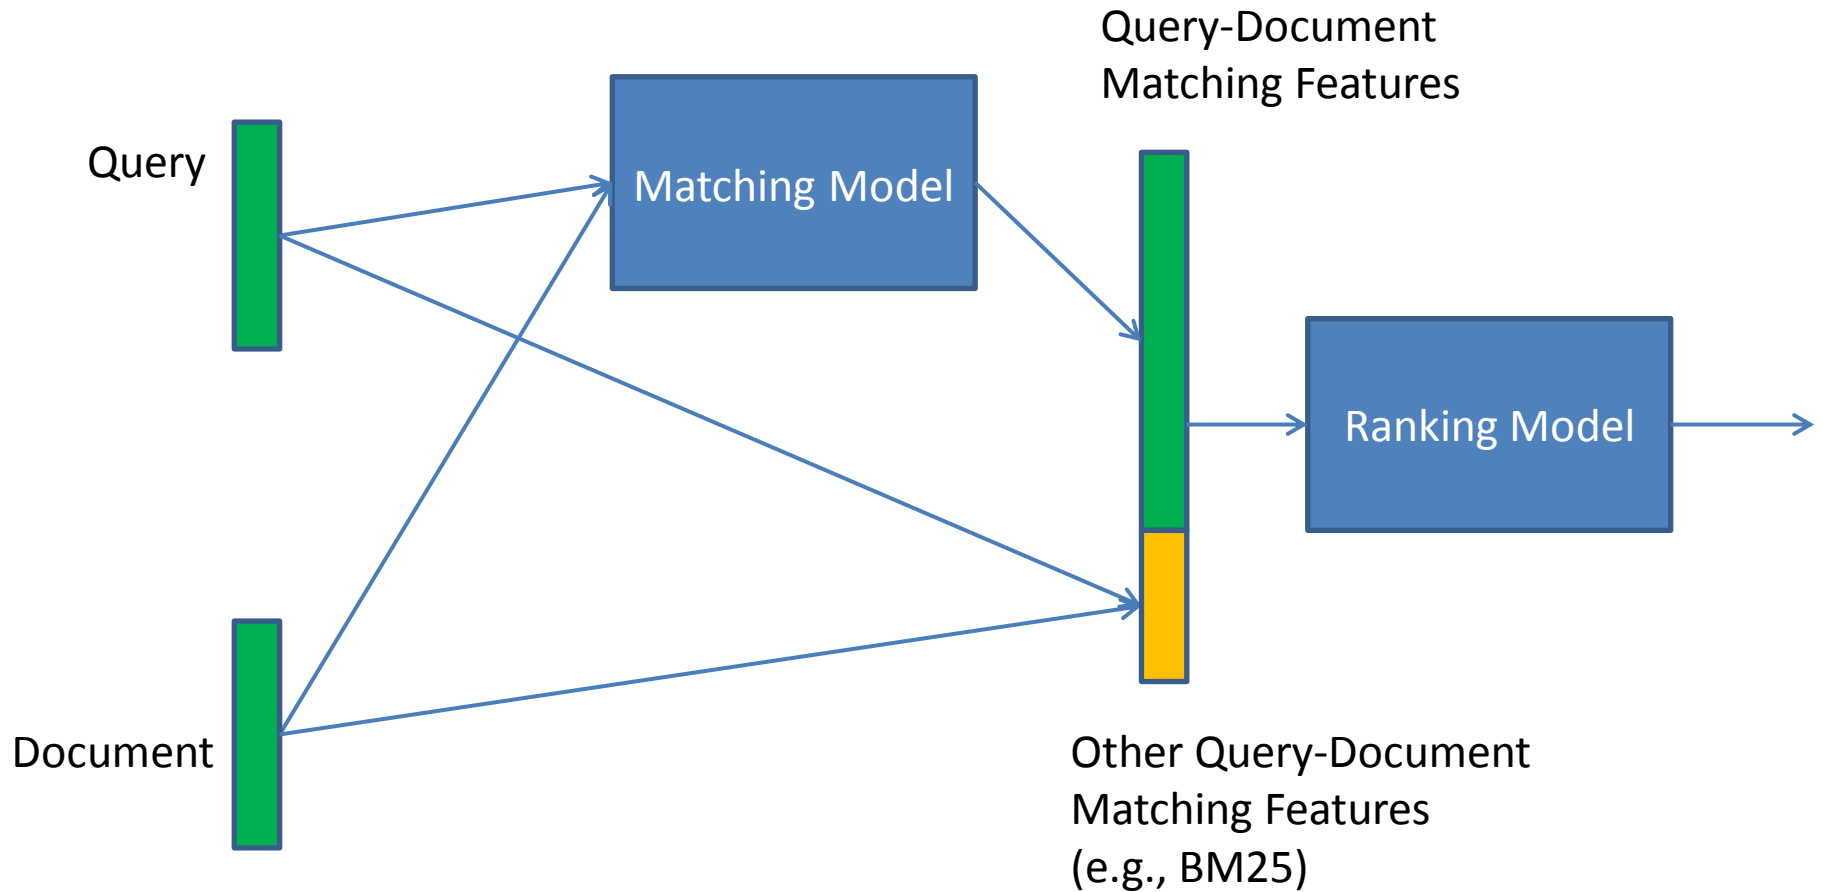 Query-Document
Matching Features
Query
Matching Model
Ranking Model
Document
Other Query-Document
Matching Features
(e.g., BM25)